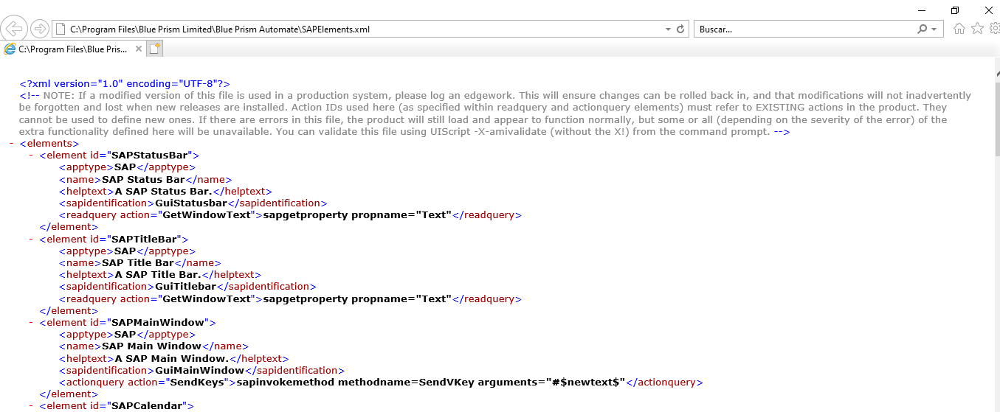 C:\Program Files\Blue Prism Limited\Blue Prism Automate\SAPElements.xml
Buscar...
C:\Program Files\Blue Pris...
<?xml version="1.0" encoding="UTF-8"?>
<!-- NOTE: If a modified version of this file is used in a production system, please log an edgework. This will ensure changes can be rolled back in, and that modifications will not inadvertently
be forgotten and lost when new releases are installed. Action IDs used here (as specified within readquery and actionquery elements) must refer to EXISTING actions in the product. They
cannot be used to define new ones. If there are errors in this file, the product will still load and appear to function normally, but some or all (depending on the severity of the error) of the
extra functionality defined here will be unavailable. You can validate this file using UIScript -X-amivalidate (without the X!) from the command prompt. -->
- <elements>
- <element id="SAPStatusBar">
<apptype>SAP</apptype>
<name>SAP Status Bar</name>
<helptext>A SAP Status Bar.</helptext>
<sapidentification>GuiStatusbar</sapidentification>
<readquery action="GetWindowText">sapgetproperty propname="Text"</readquery>
</element>
- <element id="SAPTitleBar">
<apptype>SAP</apptype>
<name>SAP Title Bar</name>
<helptext>A SAP Title Bar.</helptext>
<sapidentification>GuiTitlebar</sapidentification>
<readquery action="GetWindowText">sapgetproperty propname="Text"</readquery>
</element>
- <element id="SAPMainWindow">
<apptype>SAP</apptype>
<name>SAP Main Window</name>
<helptext>A SAP Main Window.</helptext>
<sapidentification>GuiMainWindow</sapidentification>
<actionquery action="SendKeys">sapinvokemethod methodname=SendVKey arguments="#$newtext$"</actionquery>
</element>
- <element id="SAPCalendar">